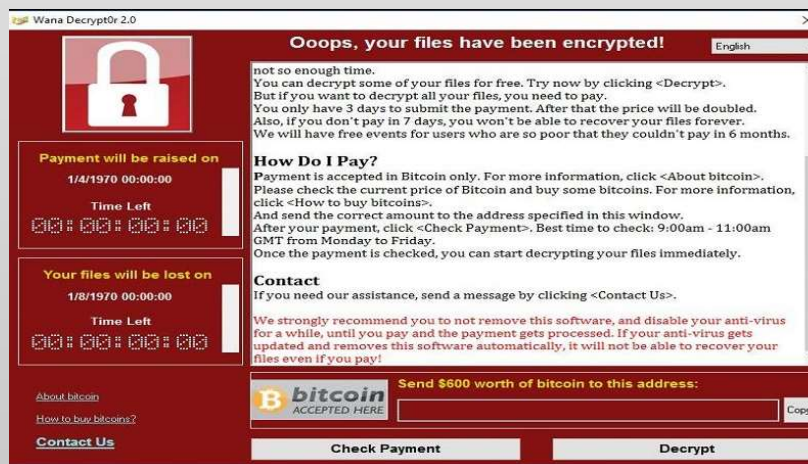 Wana Decrypt0r 2.0
Ooops, your files have been encrypted!
English
not so enough time.
You can decrypt some of your files for free. Try now by clicking <Decrypt>.
But if you want to decrypt all your files, you need to pay.
You only have 3 days to submit the payment. After that the price will be doubled.
Also, if you don't pay in 7 days, you won't be able to recover your files forever.
We will have free events for users who are so poor that they couldn't pay in 6 months.
How Do I Pay?
Payment is accepted in Bitcoin only. For more information, click <About bitcoin>.
Please check the current price of Bitcoin and buy some bitcoins. For more information,
click <How to buy bitcoins>.
And send the correct amount to the address specified in this window.
After your payment, click <Check Payment>. Best time to check: 9:00am - 11:00am
GMT from Monday to Friday.
Once the payment is checked, you can start decrypting your files immediately.
Contact
If you need our assistance, send a message by clicking <Contact Us>.
We strongly recommend you to not remove this software, and disable your anti-virus
for a while, until you pay and the payment gets processed. If your anti-virus gets
updated and removes this software automatically, it will not be able to recover your
files even if you pay!
Payment will be raised on
1/4/1970 00:00:00
Time Left
00:00:00:00
Your files will be lost on
1/8/1970 00:00:00
Time Left
00:00:00:00
About bitcoin
How to buy bitcoins?
Contact Us
bitcoin
ACCEPTED HERE
Send $600 worth of bitcoin to this address:
Copy
Check Payment
Decrypt